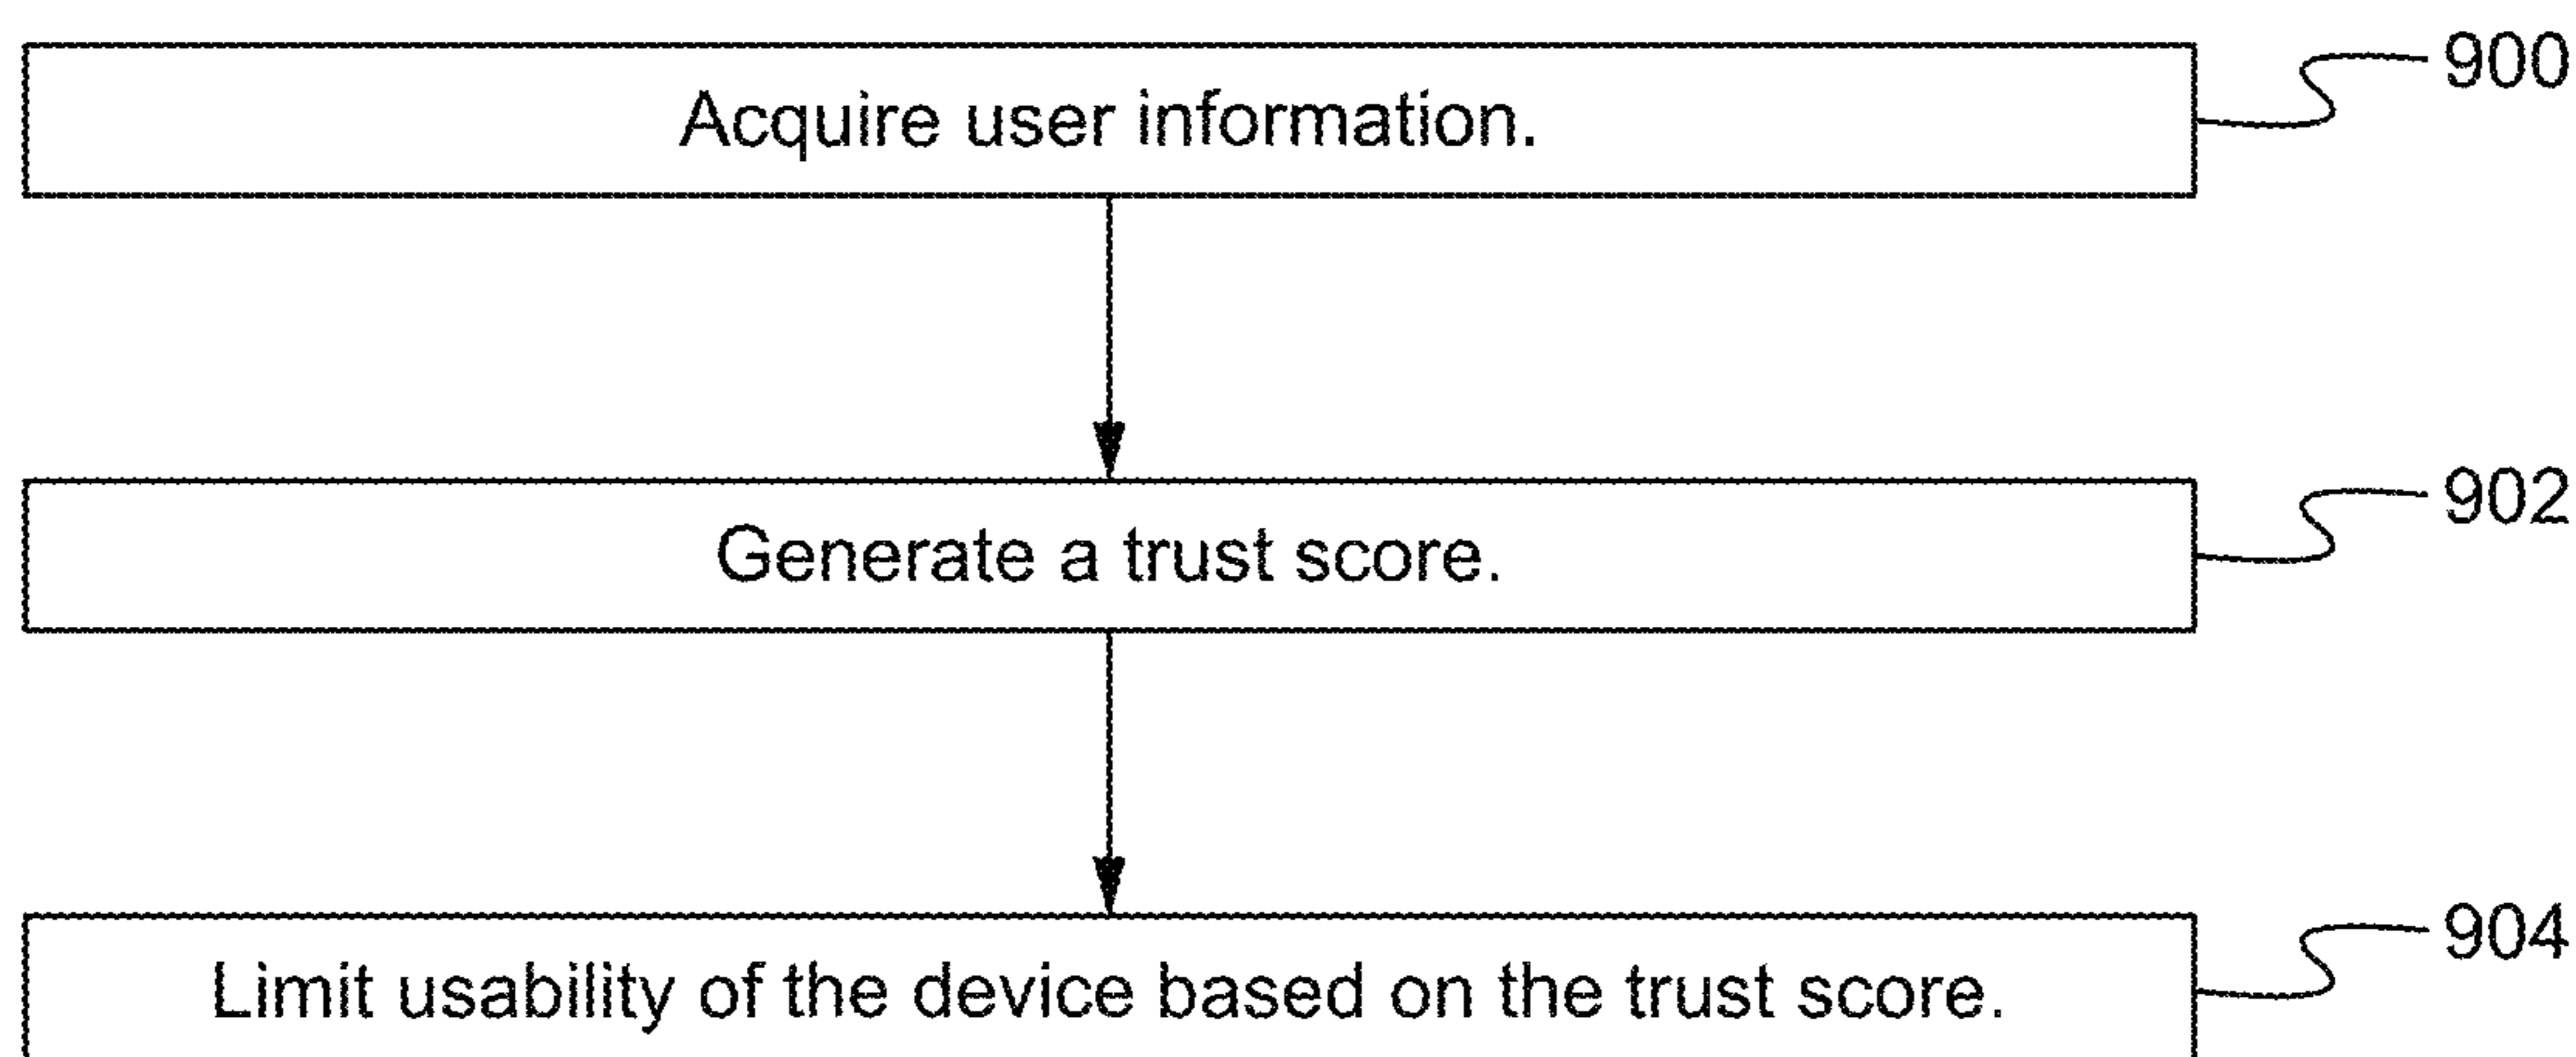 900
Acquire user information.
902
Generate a trust score.
904
Limit usability of the device based on the trust score.